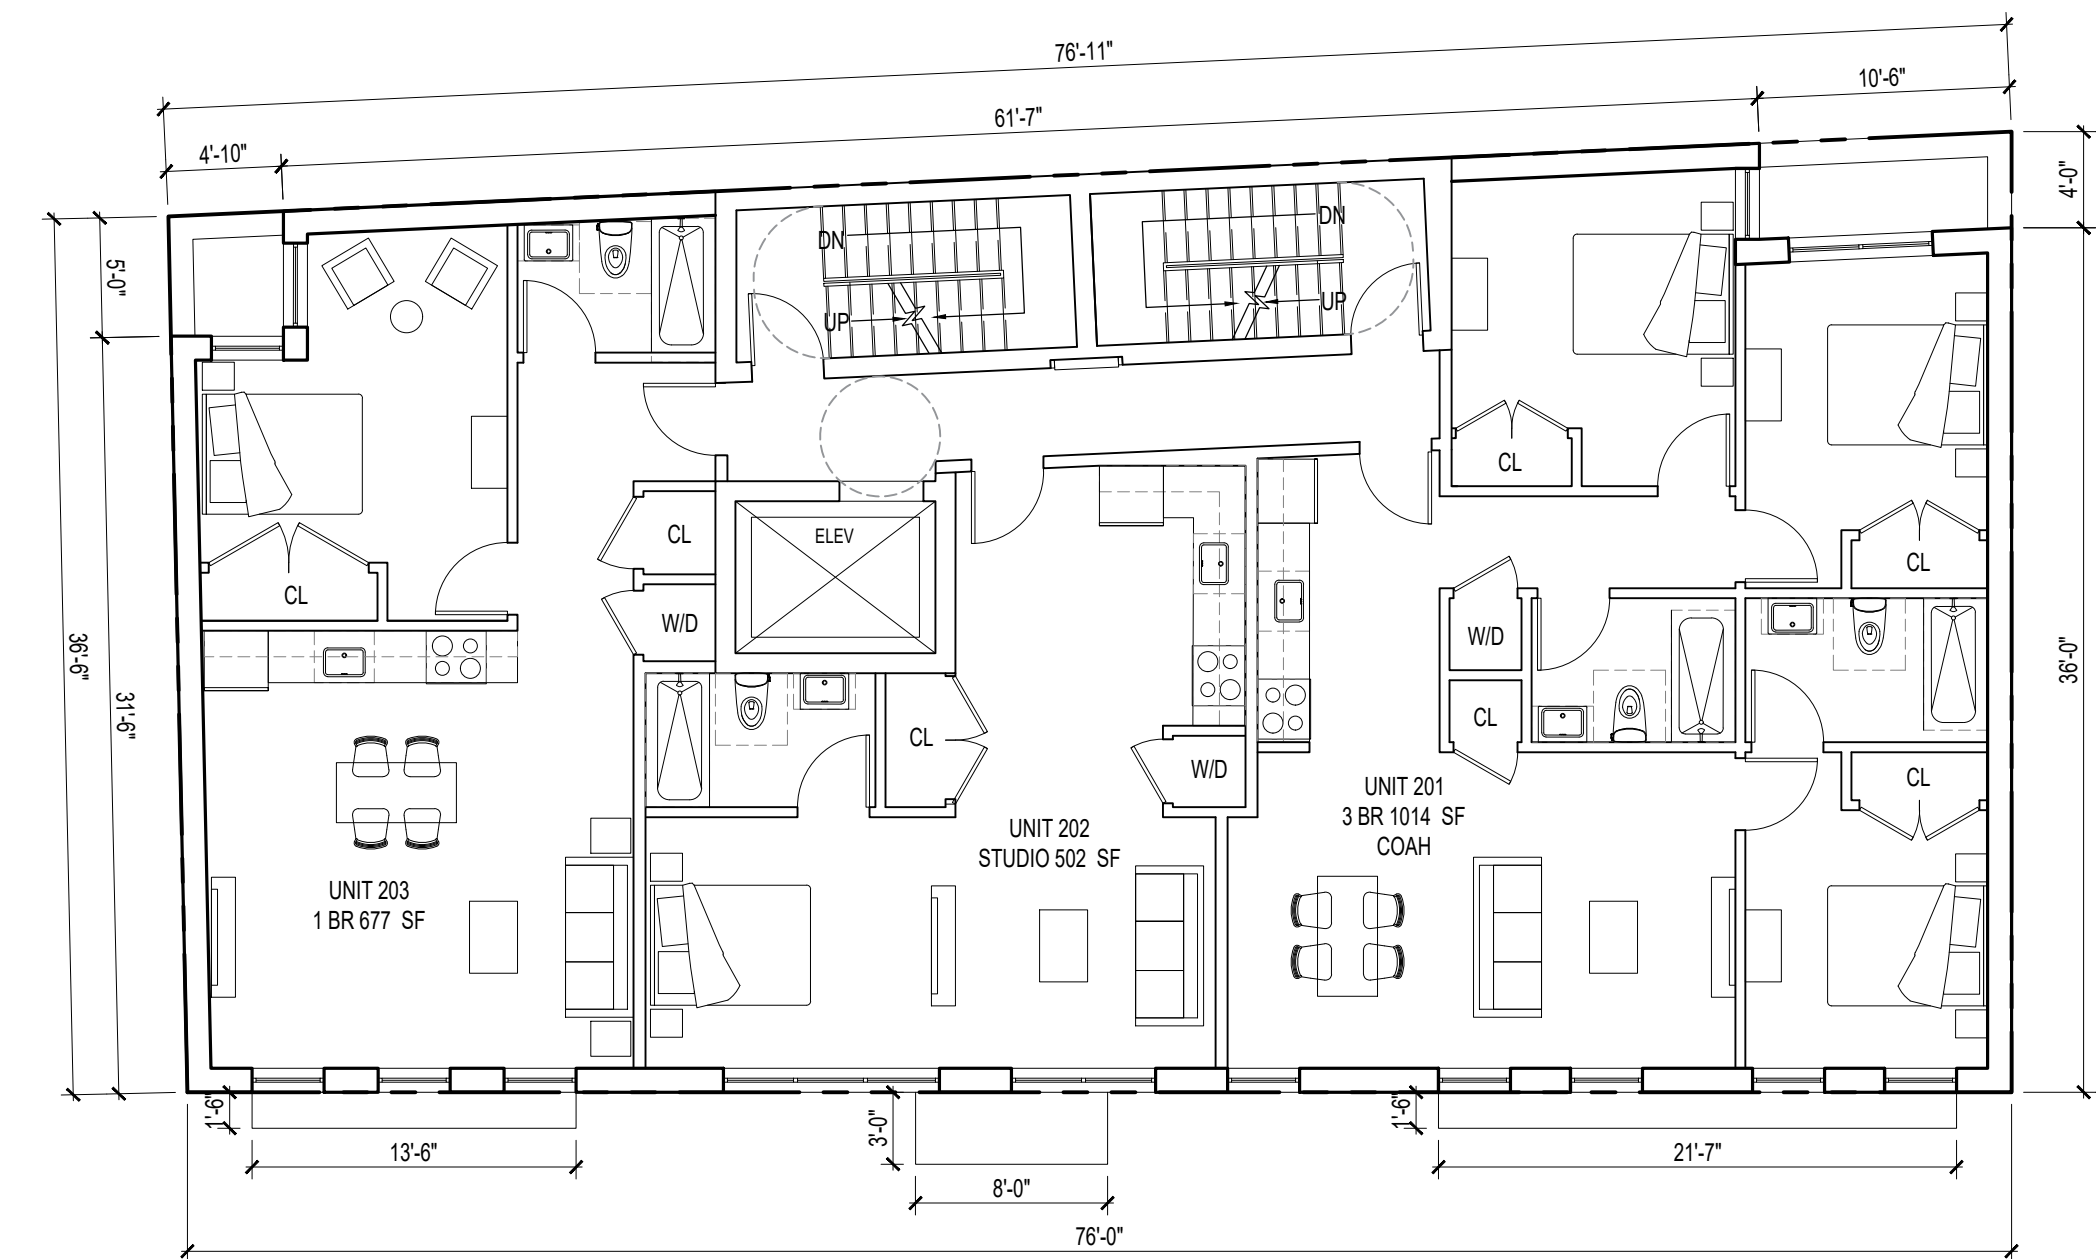 76'-11"
10'-6"
61'-7"
4'-10"
4'-0"
5'-0"
DN
DN
UP
UP
CL
ELEV
CL
CL
CL
W/D
W/D
36'-6"
31'-6"
36'-0"
CL
CL
W/D
CL
UNIT 201
3 BR 1014 SF
COAH
UNIT 202
STUDIO 502 SF
UNIT 203
1 BR 677 SF
1'-6"
3'-0"
1'-6"
13'-6"
21'-7"
8'-0"
76'-0"